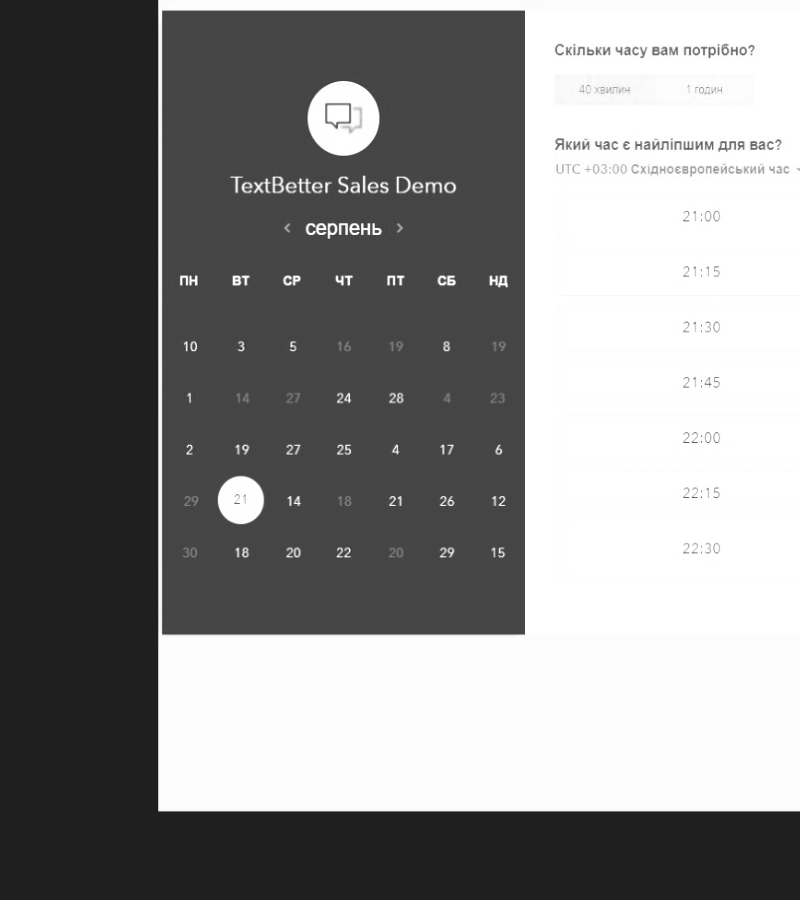 TextBetter Sales Demo
серпень
ПН ВТ СР ЧТ ПТ СБ НД
10 3 5 16 19 8 19
1 14 27 24 28 4 23
2 19 27 25 4 17 6
29 21 14 18 21 26 12
30 18 20 22 20 29 15
Скільки часу вам потрібно?
40 хвилин 1 годин
Який час є найліпшим для вас?
UTC +03:00 Східноєвропейський час
21:00
21:15
21:30
21:45
22:00
22:15
22:30